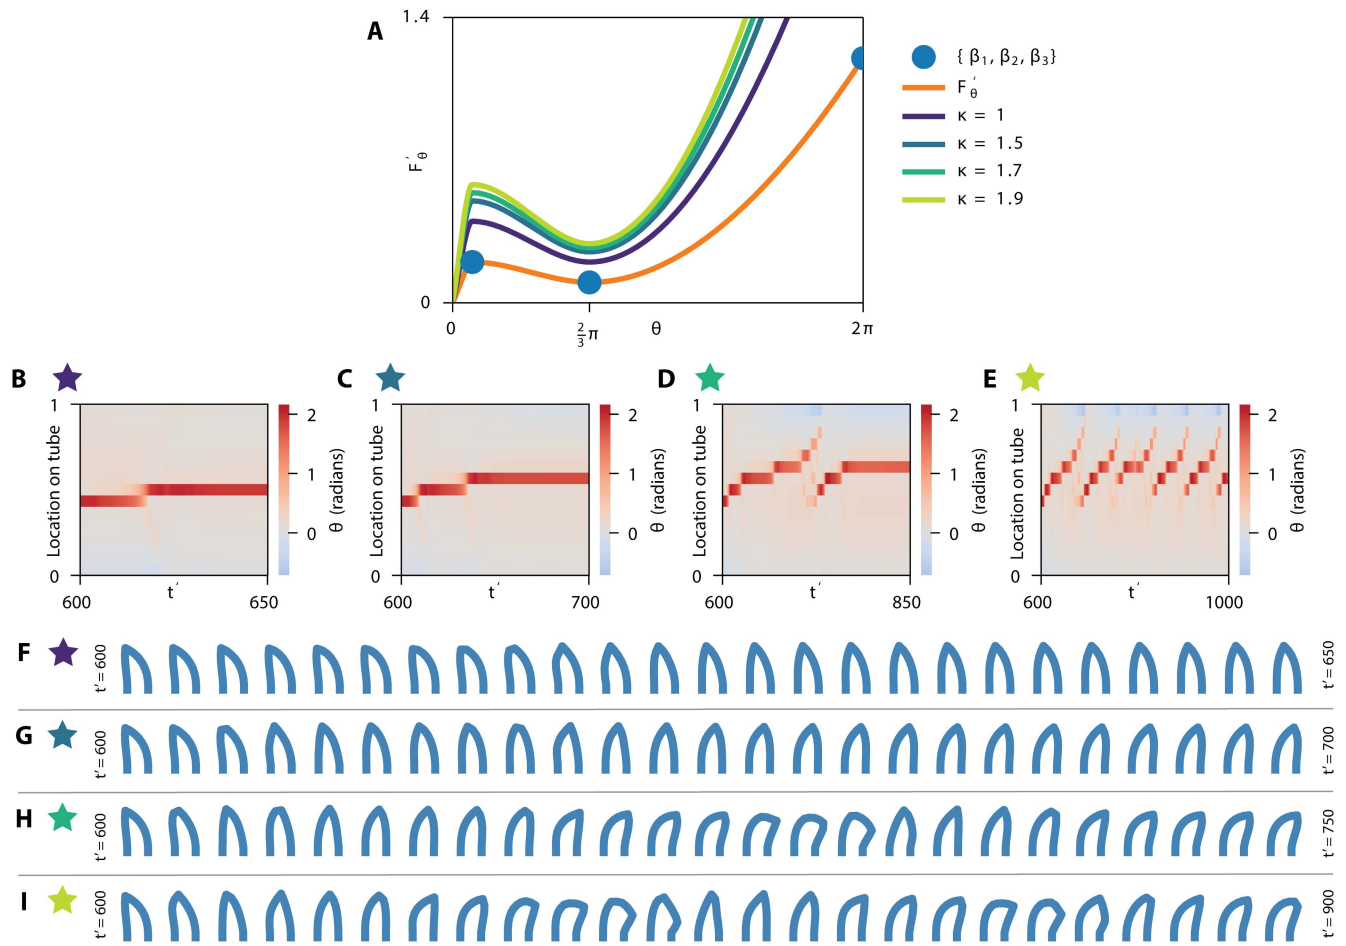 A
1.4
F′θ
0
0
2/3 π
θ
2π
{ β1, β2, β3}
F′θ
κ = 1
κ = 1.5
κ = 1.7
κ = 1.9
B
1
Location on tube
0
600
t′
650
2
1
0
θ (radians)
C
1
Location on tube
0
600
t′
700
2
1
0
θ (radians)
D
1
Location on tube
0
600
t′
850
2
1
0
θ (radians)
E
1
Location on tube
0
600
t′
1000
2
1
0
θ (radians)
F
t′= 600
t′= 650
G
t′= 600
t′= 700
H
t′= 600
t′= 750
I
t′= 600
t′= 900